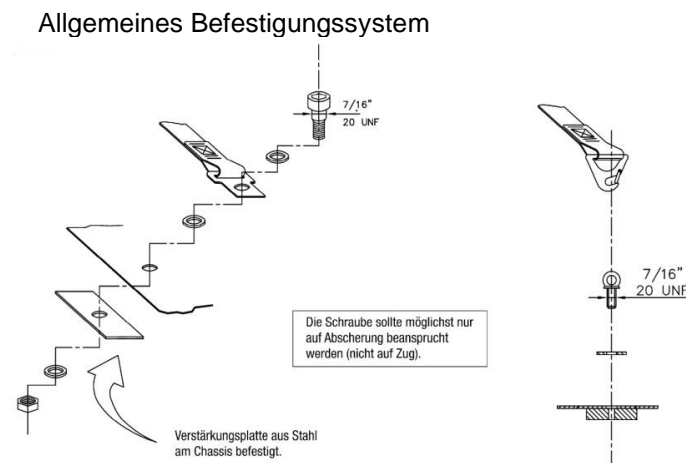 Allgemeines Befestigungssystem
7/16"
20 UNF
7/16"
20 UNF
Die Schraube sollte möglichst nur
auf Abscherung beansprucht
werden (nicht auf Zug).
Verstärkungsplatte aus Stahl
am Chassis befestigt.